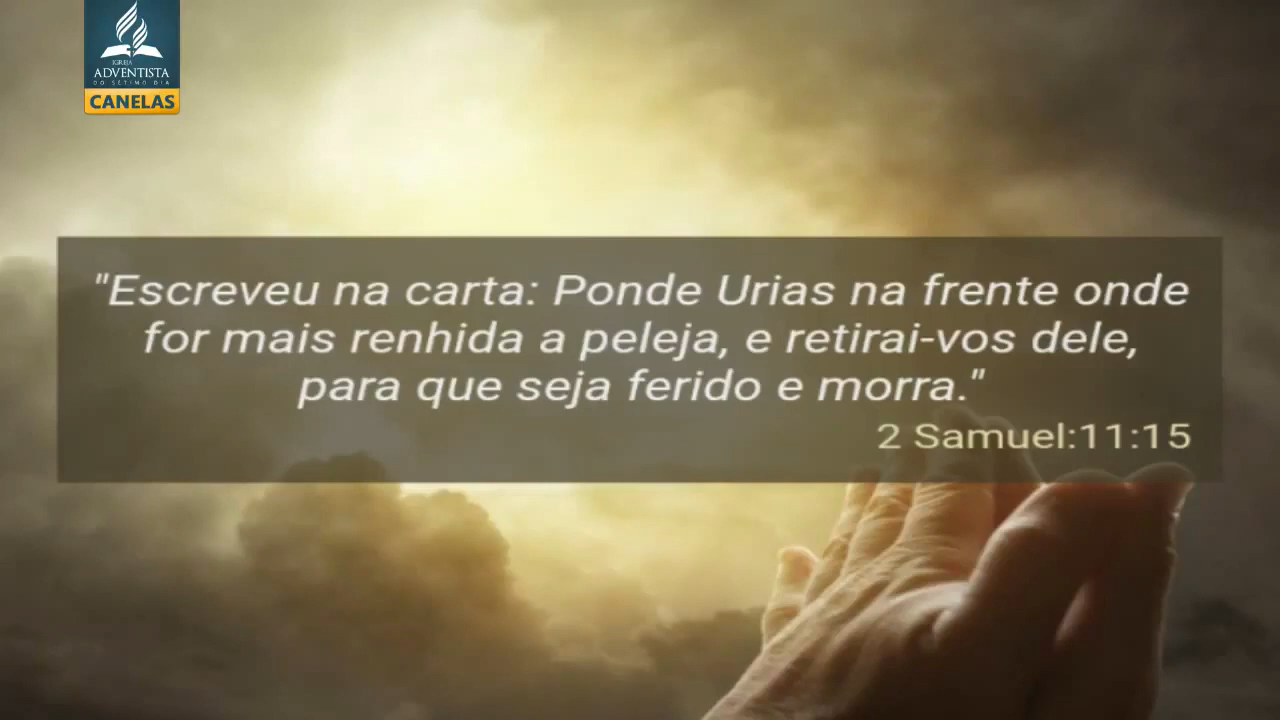 IGREJA
ADVENTISTA
DO SÉTIMO DIA
CANELAS
"Escreveu na carta: Ponde Urias na frente onde
for mais renhida a peleja, e retirai-vos dele,
para que seja ferido e morra."
2 Samuel:11:15